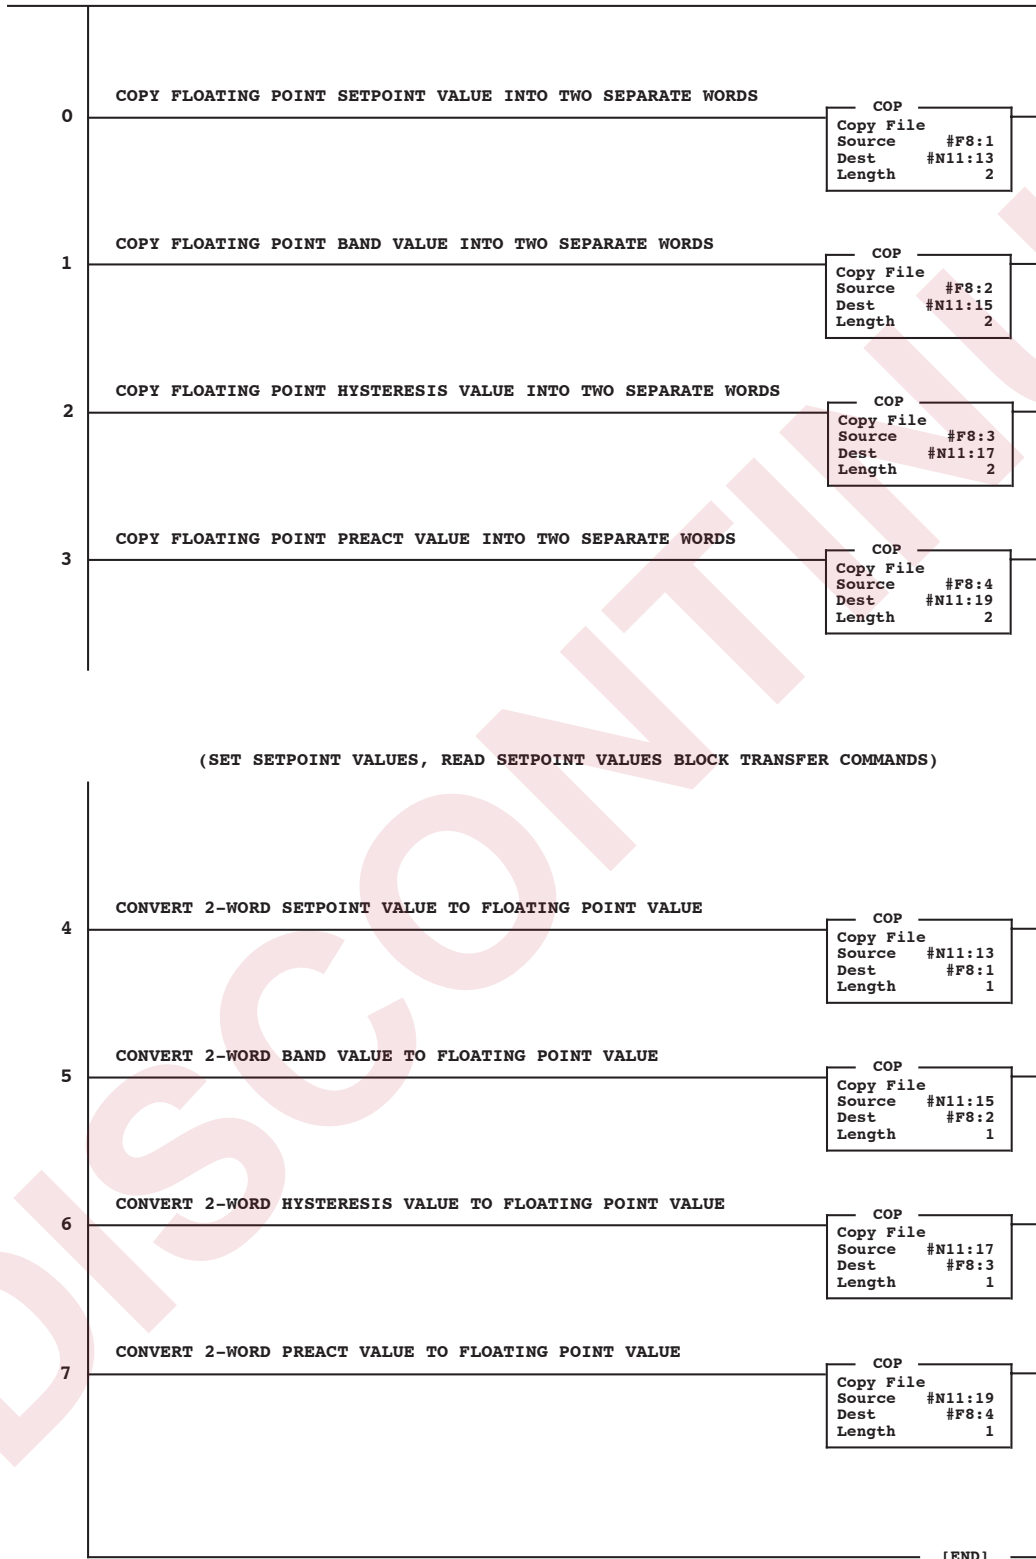 COPY FLOATING POINT SETPOINT VALUE INTO TWO SEPARATE WORDS
0
COP
Copy File
Source #F8:1
Dest #N11:13
Length 2
COPY FLOATING POINT BAND VALUE INTO TWO SEPARATE WORDS
1
COP
Copy File
Source #F8:2
Dest #N11:15
Length 2
COPY FLOATING POINT HYSTERESIS VALUE INTO TWO SEPARATE WORDS
2
COP
Copy File
Source #F8:3
Dest #N11:17
Length 2
COPY FLOATING POINT PREACT VALUE INTO TWO SEPARATE WORDS
3
COP
Copy File
Source #F8:4
Dest #N11:19
Length 2
(SET SETPOINT VALUES, READ SETPOINT VALUES BLOCK TRANSFER COMMANDS)
CONVERT 2-WORD SETPOINT VALUE TO FLOATING POINT VALUE
4
COP
Copy File
Source #N11:13
Dest #F8:1
Length 1
CONVERT 2-WORD BAND VALUE TO FLOATING POINT VALUE
5
COP
Copy File
Source #N11:15
Dest #F8:2
Length 1
CONVERT 2-WORD HYSTERESIS VALUE TO FLOATING POINT VALUE
6
COP
Copy File
Source #N11:17
Dest #F8:3
Length 1
CONVERT 2-WORD PREACT VALUE TO FLOATING POINT VALUE
7
COP
Copy File
Source #N11:19
Dest #F8:4
Length 1
[END]
DISCONTINU